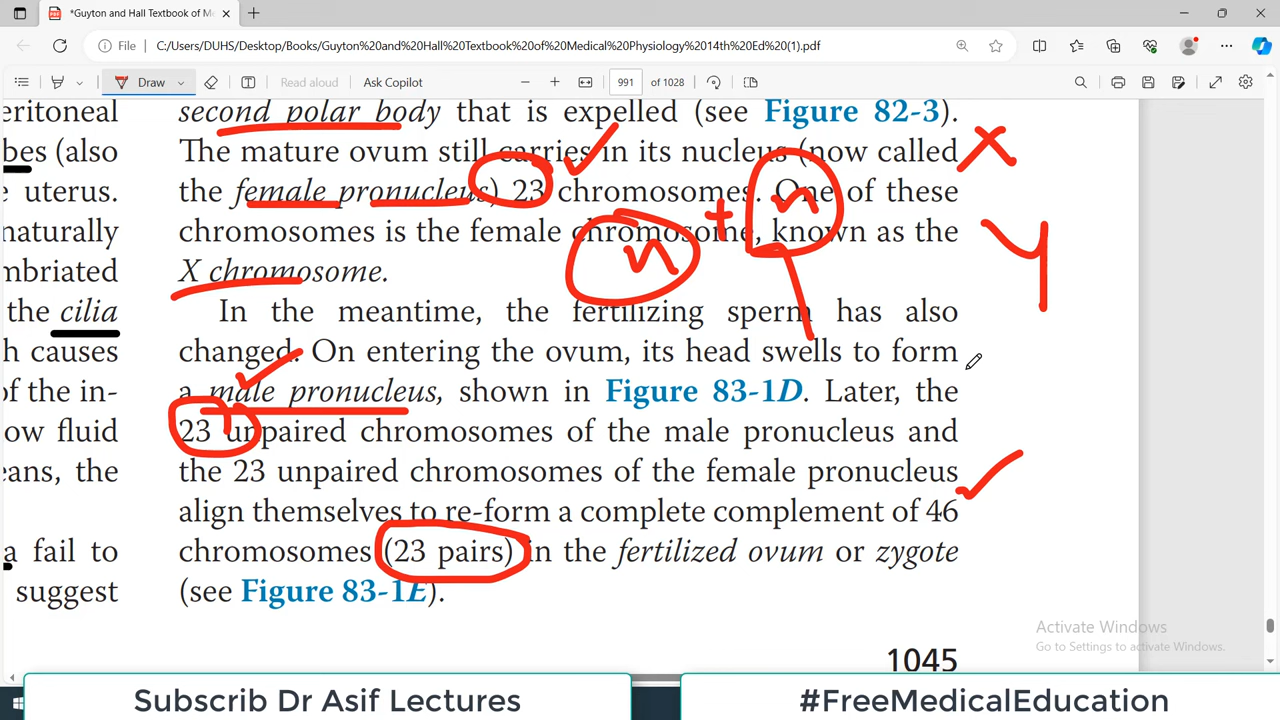 *Guyton and Hall Textbook of Me
File
C:/Users/DUHS/Desktop/Books/Guyton%20and%20Hall%20Textbook%20of%20Medical%20Physiology%2014th%20Ed%20(1).pdf
Draw
Read aloud
Ask Copilot
991 of 1028
eritoneal
bes (also
e uterus.
naturally
mbriated
the cilia
h causes
of the in-
low fluid
eans, the
a fail to
suggest
second polar body that is expelled (see Figure 82-3).
The mature ovum still carries in its nucleus (now called
the female pronucleus) 23 chromosomes. One of these
chromosomes is the female chromosome, known as the
X chromosome.
In the meantime, the fertilizing sperm has also
changed. On entering the ovum, its head swells to form
a male pronucleus, shown in Figure 83-1D. Later, the
23 unpaired chromosomes of the male pronucleus and
the 23 unpaired chromosomes of the female pronucleus
align themselves to re-form a complete complement of 46
chromosomes (23 pairs) in the fertilized ovum or zygote
(see Figure 83-1E).
n + n
X
Y
1045
Activate Windows
Go to Settings to activate Windows.
Subscrib Dr Asif Lectures
#FreeMedicalEducation